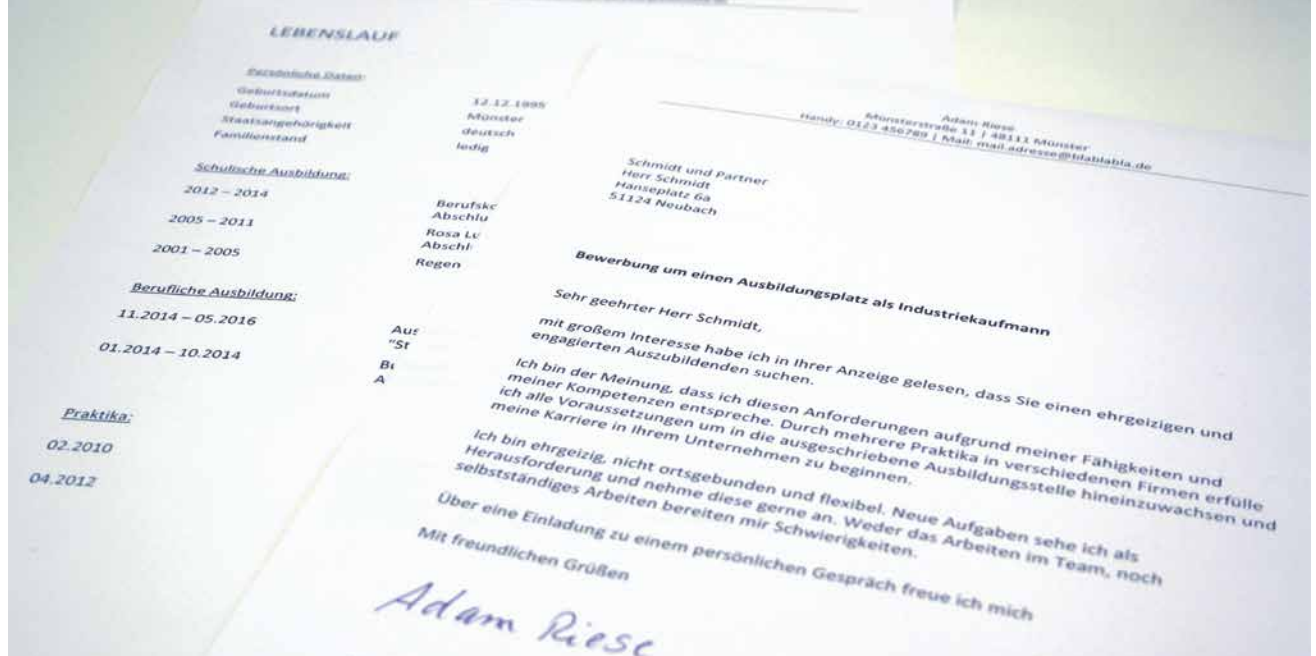 LEBENSLAUF
Persönliche Daten:
Geburtsdatum 12.12.1995
Geburtsort Münster
Staatsangehörigkeit deutsch
Familienstand ledig
Schulische Ausbildung:
2012 – 2014 Berufskc
Abschlu
2005 – 2011 Rosa Lu
Abschl
2001 – 2005 Regen
Berufliche Ausbildung:
11.2014 – 05.2016 Aus
"St
01.2014 – 10.2014
A
Praktika:
02.2010
04.2012
Adam Riese
Münsterstraße 11 | 48111 Münster
Handy: 0123 456789 | Mail: mail.adresse@blablabla.de
Schmidt und Partner
Herr Schmidt
Hanseplatz 6a
51124 Neubach
Bewerbung um einen Ausbildungsplatz als Industriekaufmann
Sehr geehrter Herr Schmidt,
mit großem Interesse habe ich in Ihrer Anzeige gelesen, dass Sie einen ehrgeizigen und
engagierten Auszubildenden suchen.
Ich bin der Meinung, dass ich diesen Anforderungen aufgrund meiner Fähigkeiten und
meiner Kompetenzen entspreche. Durch mehrere Praktika in verschiedenen Firmen erfülle
ich alle Voraussetzungen um in die ausgeschriebene Ausbildungsstelle hineinzuwachsen und
meine Karriere in Ihrem Unternehmen zu beginnen.
Ich bin ehrgeizig, nicht ortsgebunden und flexibel. Neue Aufgaben sehe ich als
Herausforderung und nehme diese gerne an. Weder das Arbeiten im Team, noch
selbstständiges Arbeiten bereiten mir Schwierigkeiten.
Über eine Einladung zu einem persönlichen Gespräch freue ich mich
Mit freundlichen Grüßen
Adam Riese